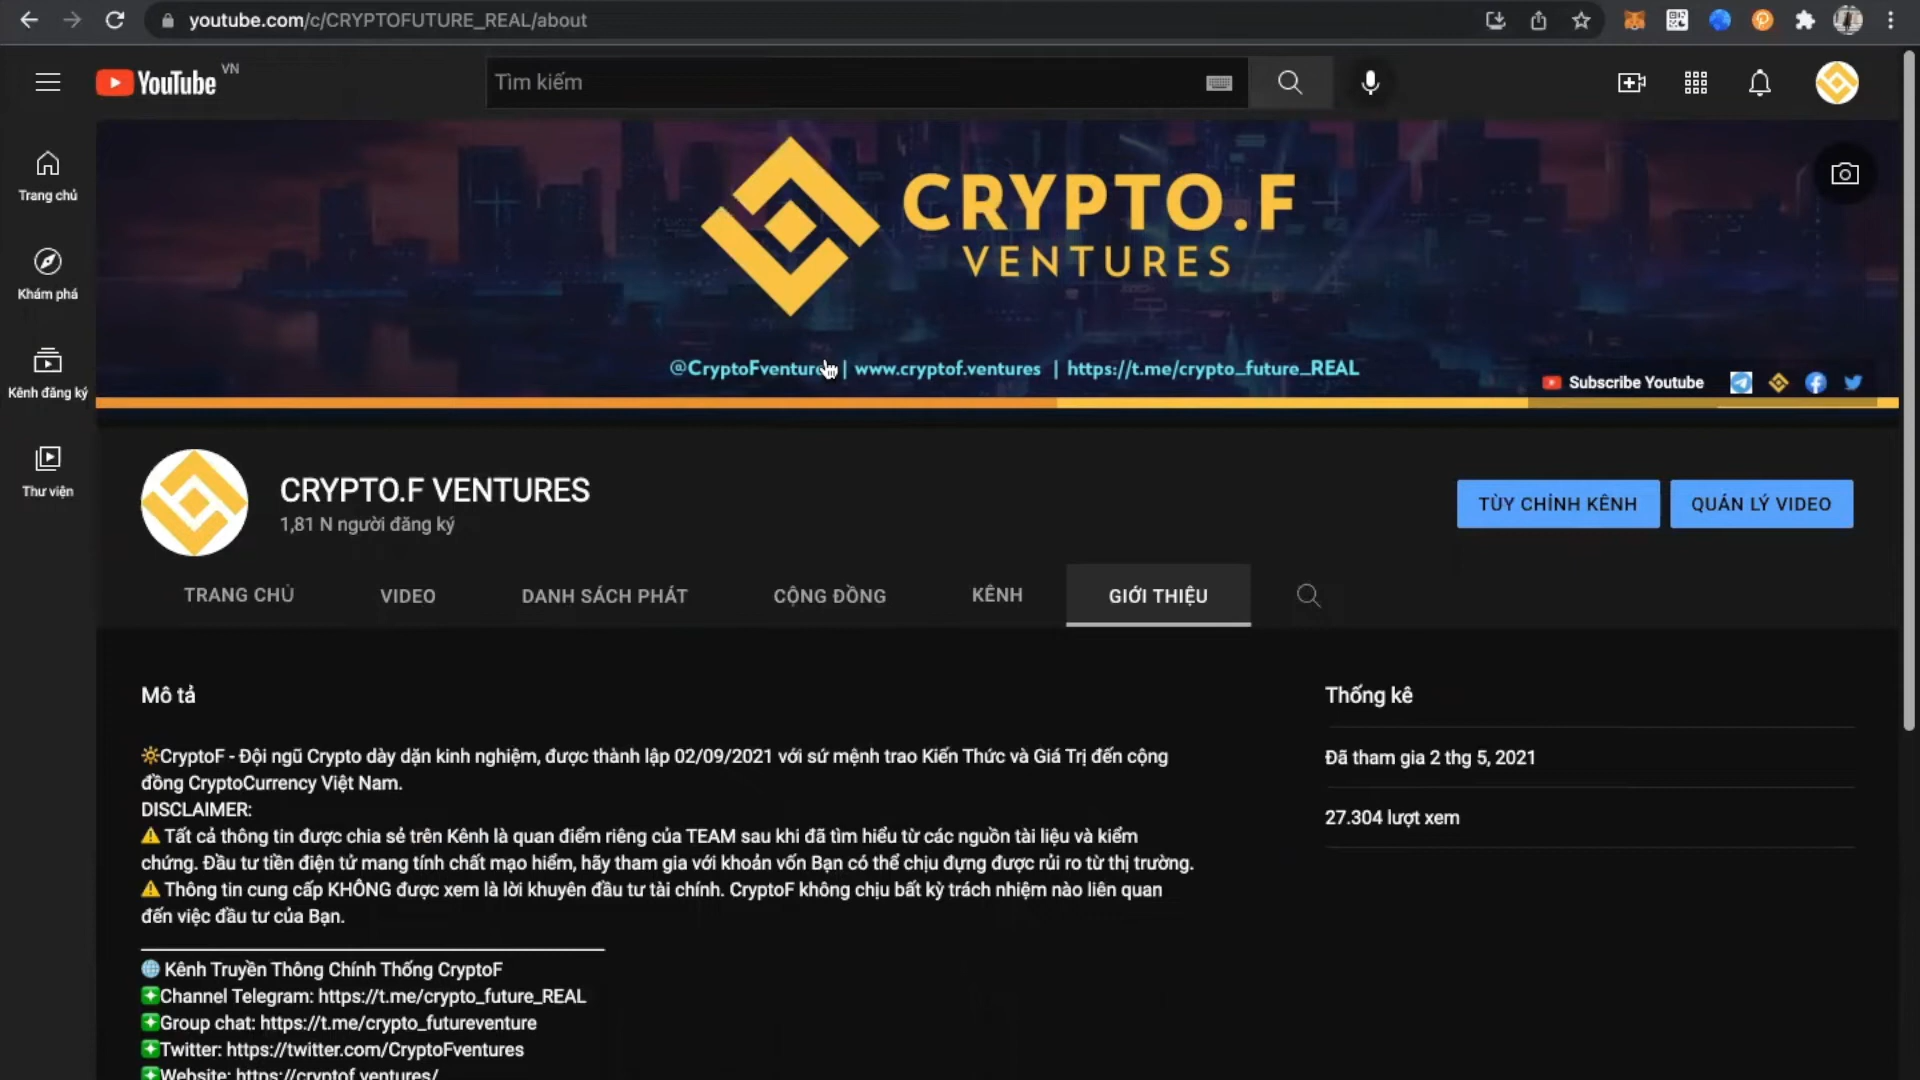 youtube.com/c/CRYPTOFUTURE_REAL/about
YouTube VN
Tìm kiếm
Trang chủ
Khám phá
Kênh đăng ký
Thư viện
CRYPTO.F
VENTURES
@CryptoFventure | www.cryptof.ventures | https://t.me/crypto_future_REAL
Subscribe Youtube
CRYPTO.F VENTURES
1,81 N người đăng ký
TÙY CHỈNH KÊNH
QUẢN LÝ VIDEO
TRANG CHỦ
VIDEO
DANH SÁCH PHÁT
CỘNG ĐỒNG
KÊNH
GIỚI THIỆU
Mô tả
🔆CryptoF - Đội ngũ Crypto dày dặn kinh nghiệm, được thành lập 02/09/2021 với sứ mệnh trao Kiến Thức và Giá Trị đến cộng
đồng CryptoCurrency Việt Nam.
DISCLAIMER:
⚠️ Tất cả thông tin được chia sẻ trên Kênh là quan điểm riêng của TEAM sau khi đã tìm hiểu từ các nguồn tài liệu và kiểm
chứng. Đầu tư tiền điện tử mang tính chất mạo hiểm, hãy tham gia với khoản vốn Bạn có thể chịu đựng được rủi ro từ thị trường.
⚠️ Thông tin cung cấp KHÔNG được xem là lời khuyên đầu tư tài chính. CryptoF không chịu bất kỳ trách nhiệm nào liên quan
đến việc đầu tư của Bạn.
🌐 Kênh Truyền Thông Chính Thống CryptoF
Channel Telegram: https://t.me/crypto_future_REAL
Group chat: https://t.me/crypto_futureventure
Twitter: https://twitter.com/CryptoFventures
Website: https://cryptof.ventures/
Thống kê
Đã tham gia 2 thg 5, 2021
27.304 lượt xem